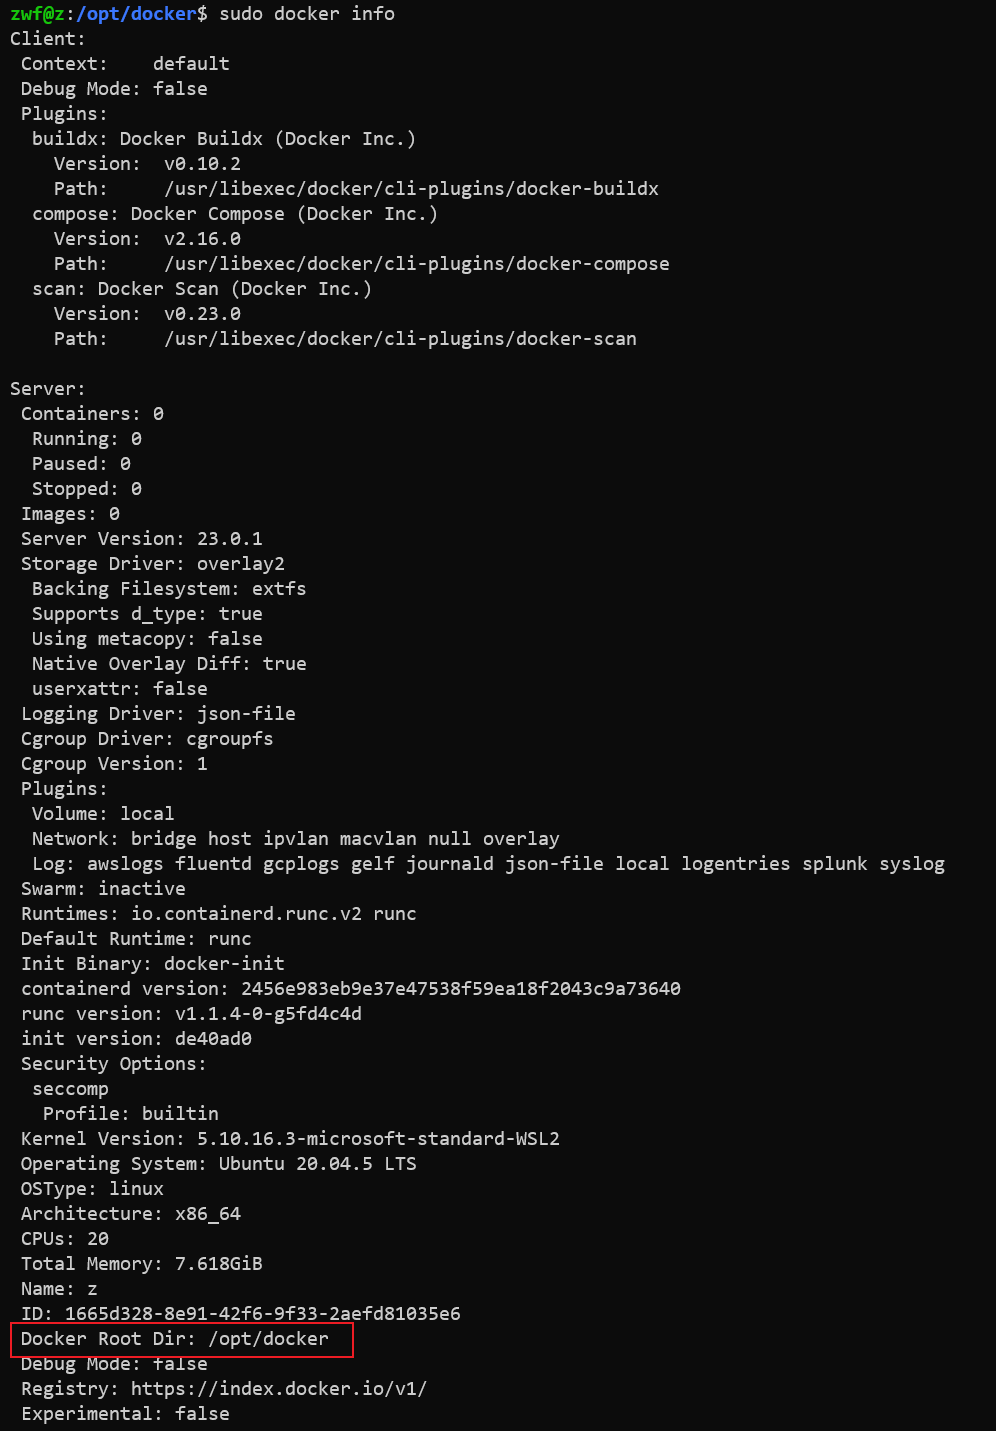 zwf@z:/opt/docker$ sudo docker info
Client:
 Context:    default
 Debug Mode: false
 Plugins:
  buildx: Docker Buildx (Docker Inc.)
    Version:  v0.10.2
    Path:     /usr/libexec/docker/cli-plugins/docker-buildx
  compose: Docker Compose (Docker Inc.)
    Version:  v2.16.0
    Path:     /usr/libexec/docker/cli-plugins/docker-compose
  scan: Docker Scan (Docker Inc.)
    Version:  v0.23.0
    Path:     /usr/libexec/docker/cli-plugins/docker-scan

Server:
 Containers: 0
  Running: 0
  Paused: 0
  Stopped: 0
 Images: 0
 Server Version: 23.0.1
 Storage Driver: overlay2
  Backing Filesystem: extfs
  Supports d_type: true
  Using metacopy: false
  Native Overlay Diff: true
  userxattr: false
 Logging Driver: json-file
 Cgroup Driver: cgroupfs
 Cgroup Version: 1
 Plugins:
  Volume: local
  Network: bridge host ipvlan macvlan null overlay
  Log: awslogs fluentd gcplogs gelf journald json-file local logentries splunk syslog
 Swarm: inactive
 Runtimes: io.containerd.runc.v2 runc
 Default Runtime: runc
 Init Binary: docker-init
 containerd version: 2456e983eb9e37e47538f59ea18f2043c9a73640
 runc version: v1.1.4-0-g5fd4c4d
 init version: de40ad0
 Security Options:
  seccomp
   Profile: builtin
 Kernel Version: 5.10.16.3-microsoft-standard-WSL2
 Operating System: Ubuntu 20.04.5 LTS
 OSType: linux
 Architecture: x86_64
 CPUs: 20
 Total Memory: 7.618GiB
 Name: z
 ID: 1665d328-8e91-42f6-9f33-2aefd81035e6
 Docker Root Dir: /opt/docker
 Debug Mode: false
 Registry: https://index.docker.io/v1/
 Experimental: false